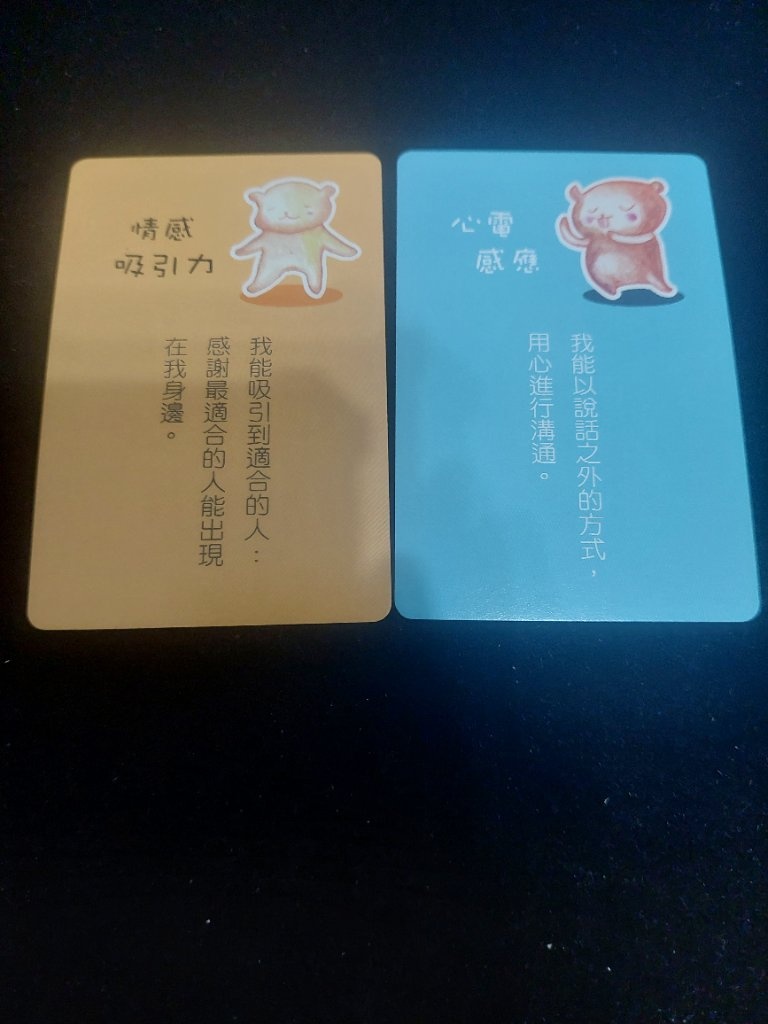 情感
吸引力
我能吸引到適合的人：
感謝最適合的人能出現
在我身邊。
心電
感應
我能以說話之外的方式，
用心進行溝通。